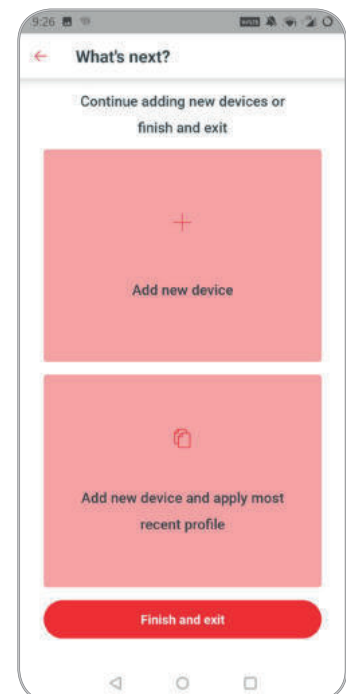 9:26
What's next?
Continue adding new devices or
finish and exit
Add new device
Add new device and apply most
recent profile
Finish and exit